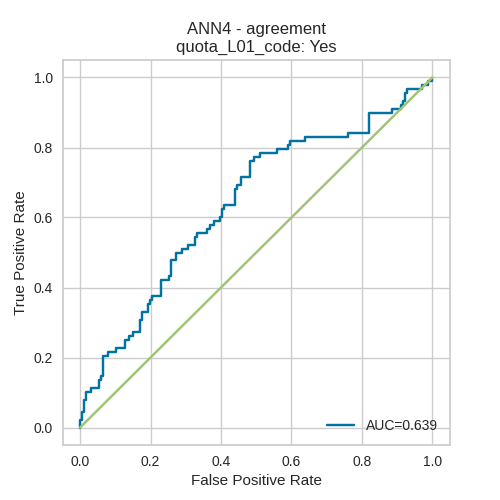 ANN4 - agreement
quota_L01_code: Yes
1.0
0.8
0.6
0.4
0.2
0.0
True Positive Rate
AUC=0.639
0.0 0.2 0.4 0.6 0.8 1.0
False Positive Rate